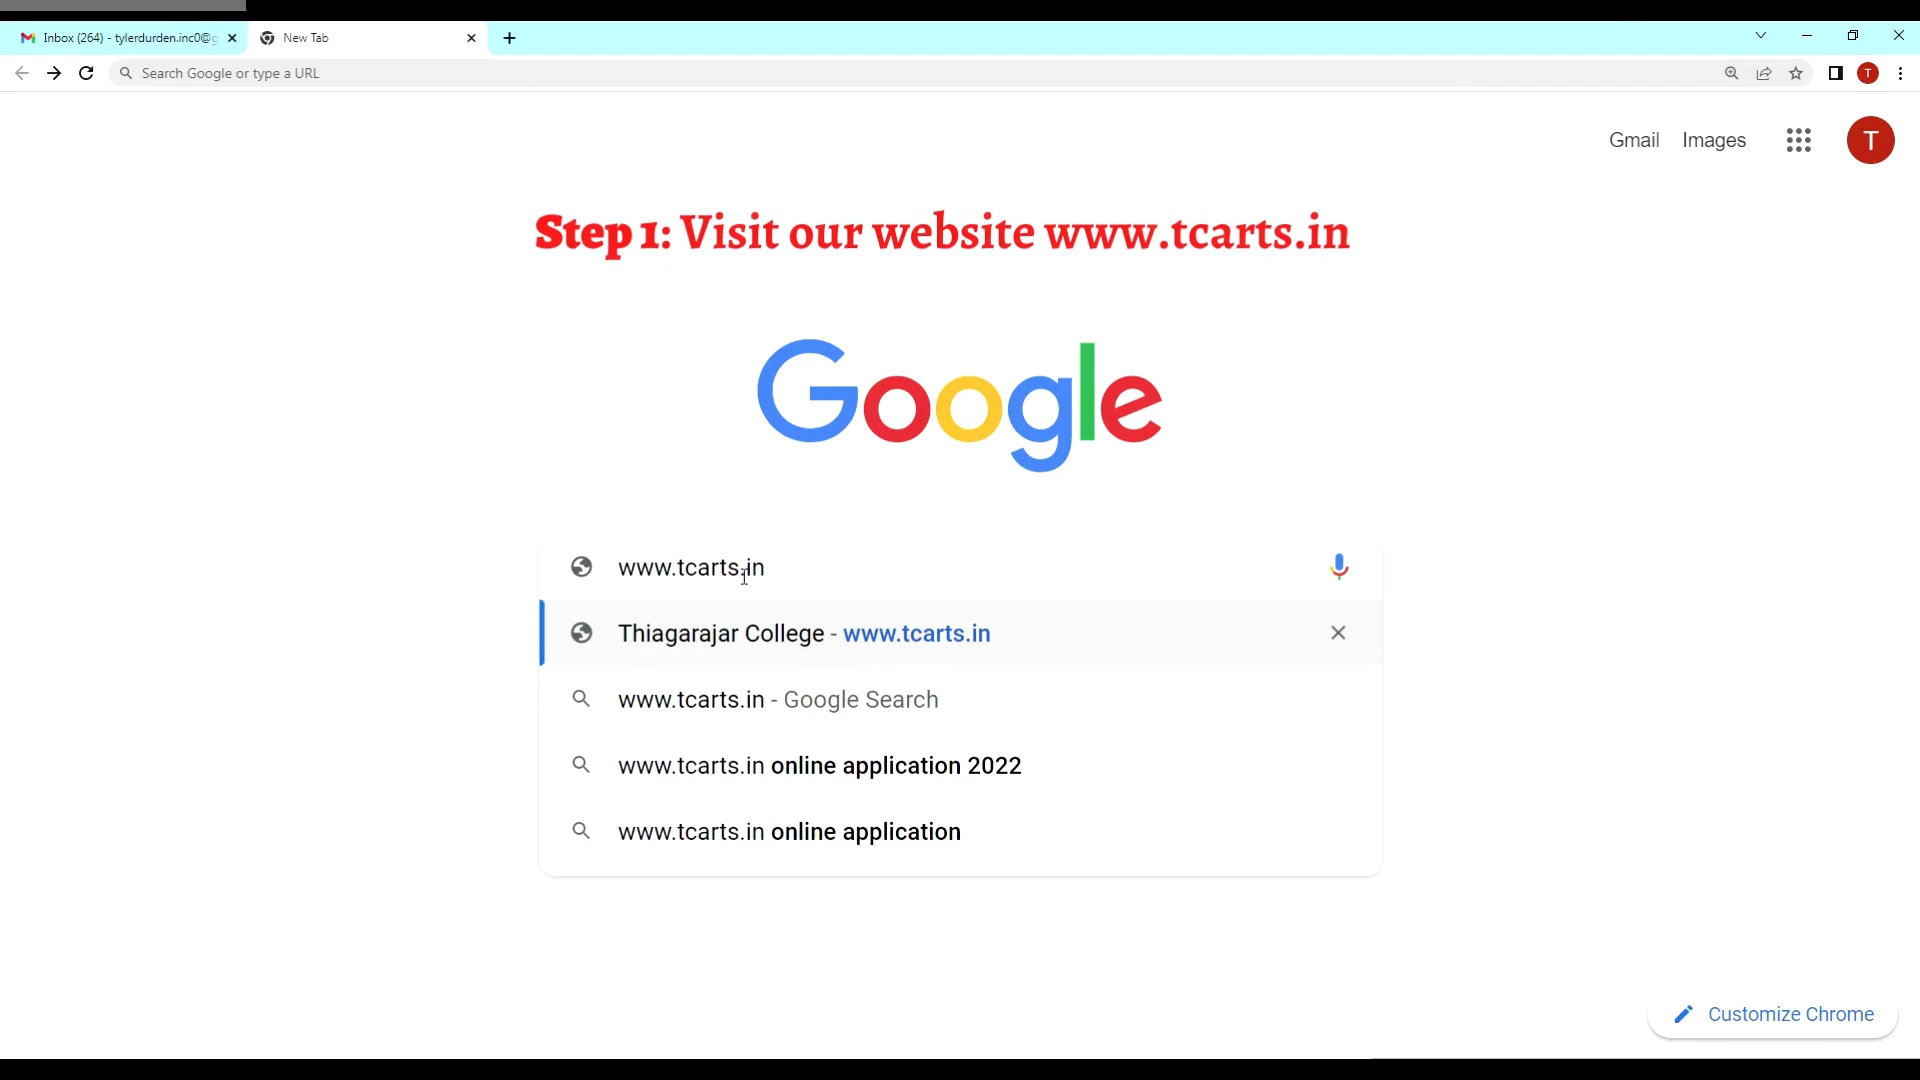 Inbox (264) - tylerdurden.inc0@g
New Tab
Search Google or type a URL
T
Gmail
Images
T
Step 1: Visit our website www.tcarts.in
Google
www.tcarts.in
Thiagarajar College - www.tcarts.in
www.tcarts.in - Google Search
www.tcarts.in online application 2022
www.tcarts.in online application
Customize Chrome